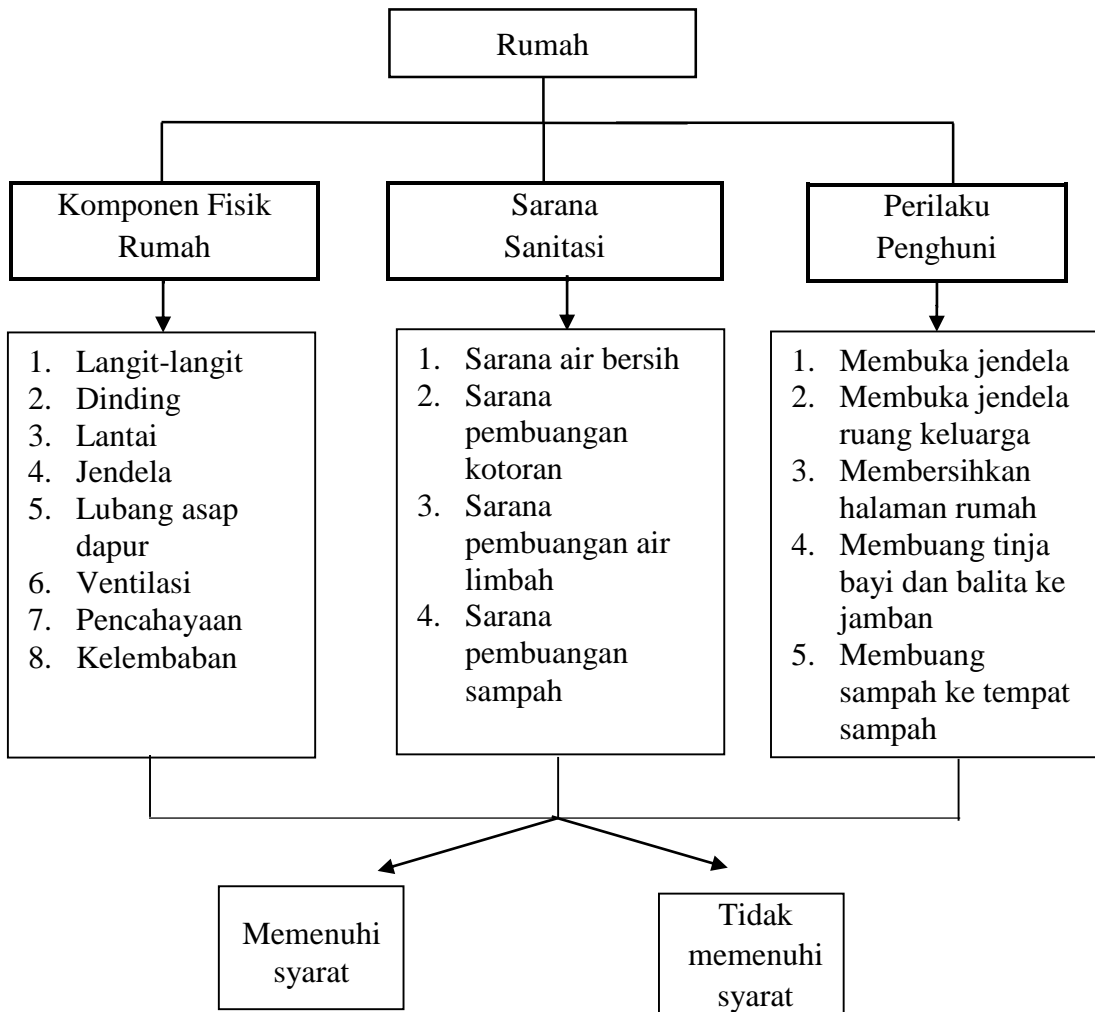 Rumah
Komponen Fisik
Rumah
Sarana
Sanitasi
Perilaku
Penghuni
1. Langit-langit
2. Dinding
3. Lantai
4. Jendela
5. Lubang asap
dapur
6. Ventilasi
7. Pencahayaan
8. Kelembaban
1. Sarana air bersih
2. Sarana
pembuangan
kotoran
3. Sarana
pembuangan air
limbah
4. Sarana
pembuangan
sampah
1. Membuka jendela
2. Membuka jendela
ruang keluarga
3. Membersihkan
halaman rumah
4. Membuang tinja
bayi dan balita ke
jamban
5. Membuang
sampah ke tempat
sampah
Memenuhi
syarat
Tidak
memenuhi
syarat